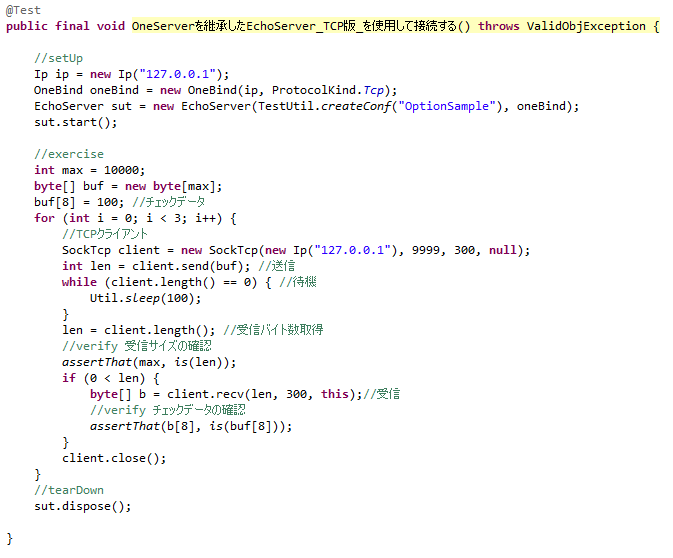 @Test
public final void OneServerを継承したEchoServer_TCP版_を使用して接続する() throws ValidObjException {
//setUp
Ip ip = new Ip("127.0.0.1");
OneBind oneBind = new OneBind(ip, ProtocolKind.Tcp);
EchoServer sut = new EchoServer(TestUtil.createConf("OptionSample"), oneBind);
sut.start();
//exercise
int max = 10000;
byte[] buf = new byte[max];
buf[8] = 100; //チェックデータ
for (int i = 0; i < 3; i++) {
//TCPクライアント
SockTcp client = new SockTcp(new Ip("127.0.0.1"), 9999, 300, null);
int len = client.send(buf); //送信
while (client.length() == 0) { //待機
Util.sleep(100);
}
len = client.length(); //受信バイト数取得
//verify 受信サイズの確認
assertThat(max, is(len));
if (0 < len) {
byte[] b = client.recv(len, 300, this);//受信
//verify チェックデータの確認
assertThat(b[8], is(buf[8]));
}
client.close();
}
//tearDown
sut.dispose();
}